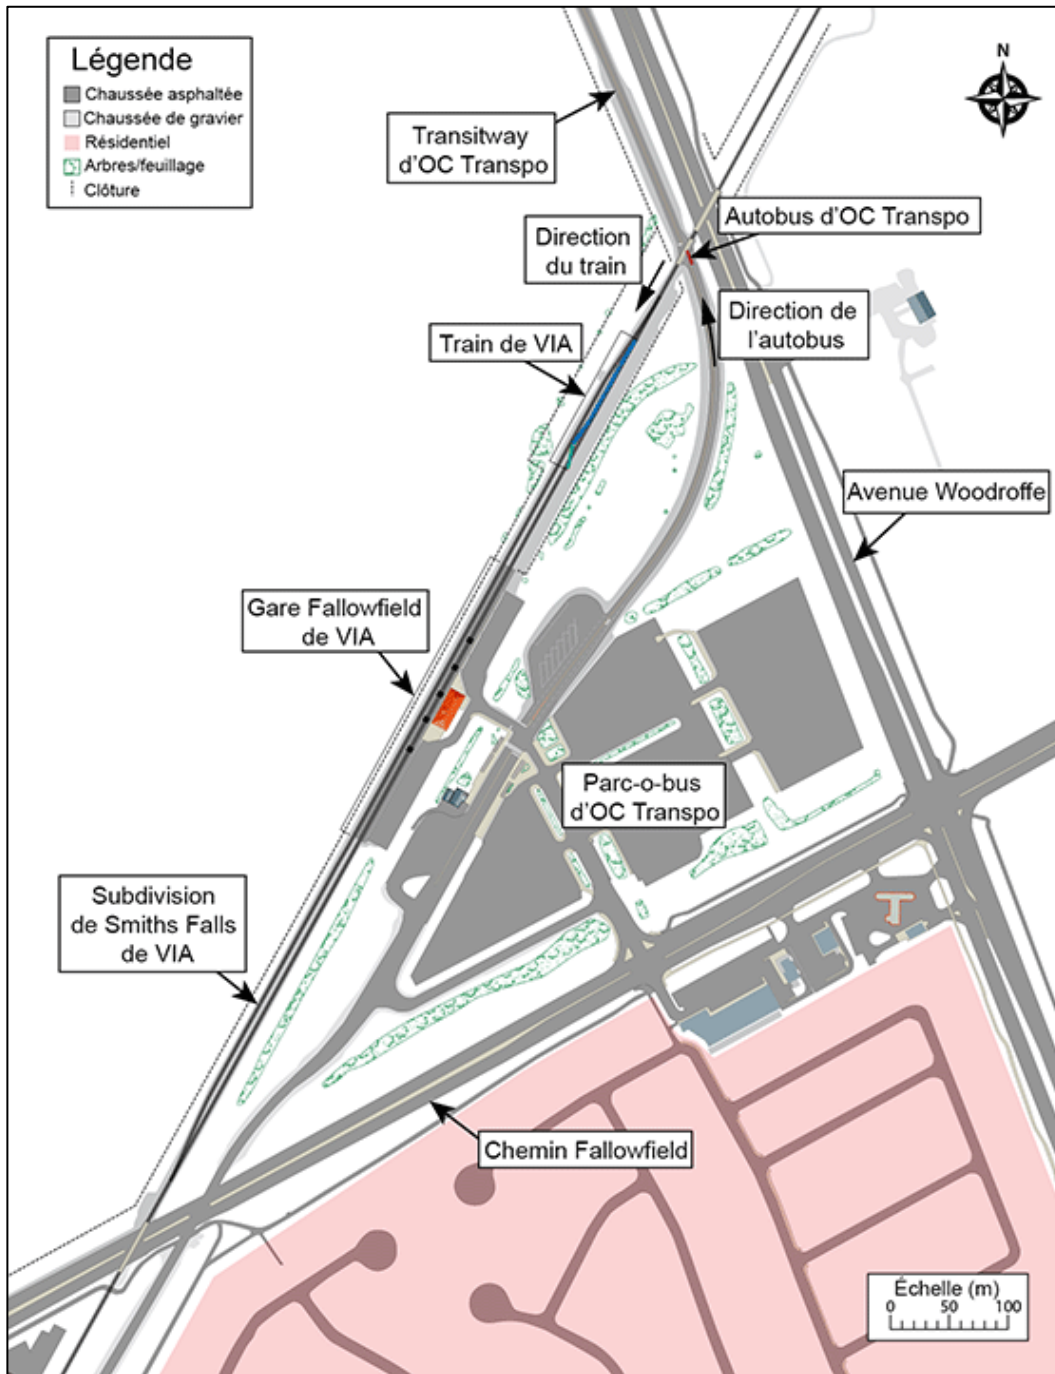 Légende
Chaussée asphaltée
Chaussée de gravier
Résidentiel
Arbres/feuillage
Clôture
N
Transitway
d'OC Transpo
Autobus d'OC Transpo
Direction
du train
Direction de
l'autobus
Train de VIA
Avenue Woodroffe
Gare Fallowfield
de VIA
Parc-o-bus
d'OC Transpo
Subdivision
de Smiths Falls
de VIA
Chemin Fallowfield
Échelle (m)
0 50 100